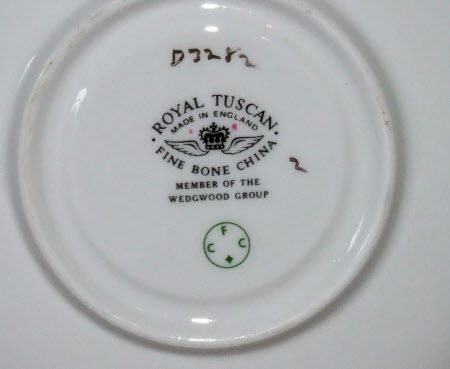 D3282
ROYAL TUSCAN
MADE IN ENGLAND
FINE BONE CHINA
2
MEMBER OF THE
WEDGWOOD GROUP
C F C